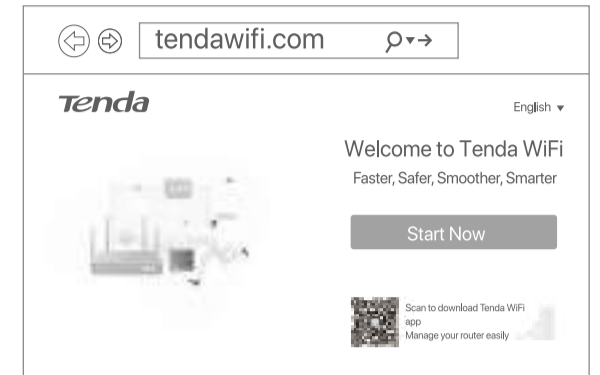 tendawifi.com
Tenda
English
Welcome to Tenda WiFi
Faster, Safer, Smoother, Smarter
Start Now
Scan to download Tenda WiFi
app
Manage your router easily